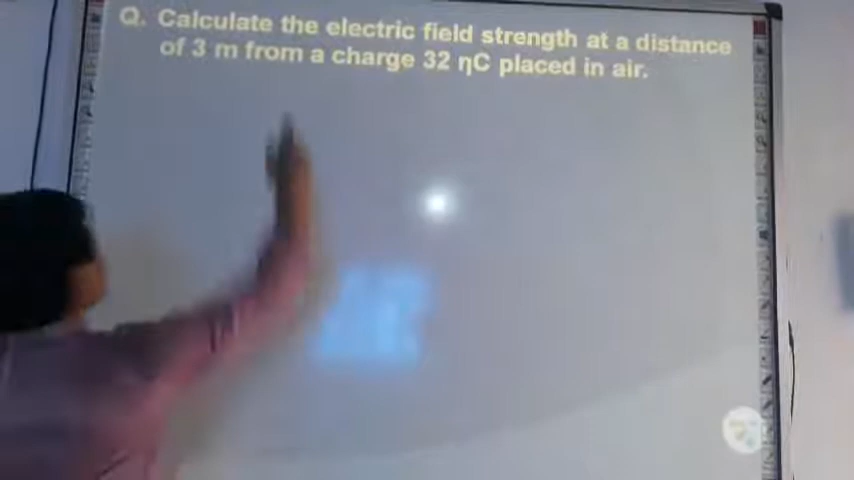 Q. Calculate the electric field strength at a distance
of 3 m from a charge 32 ηC placed in air.